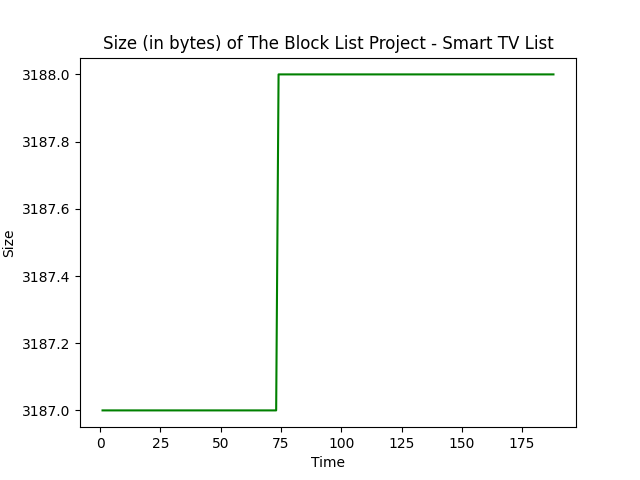 Size (in bytes) of The Block List Project - Smart TV List
3188.0
3187.8
3187.6
3187.4
3187.2
3187.0
Size
0 25 50 75 100 125 150 175
Time